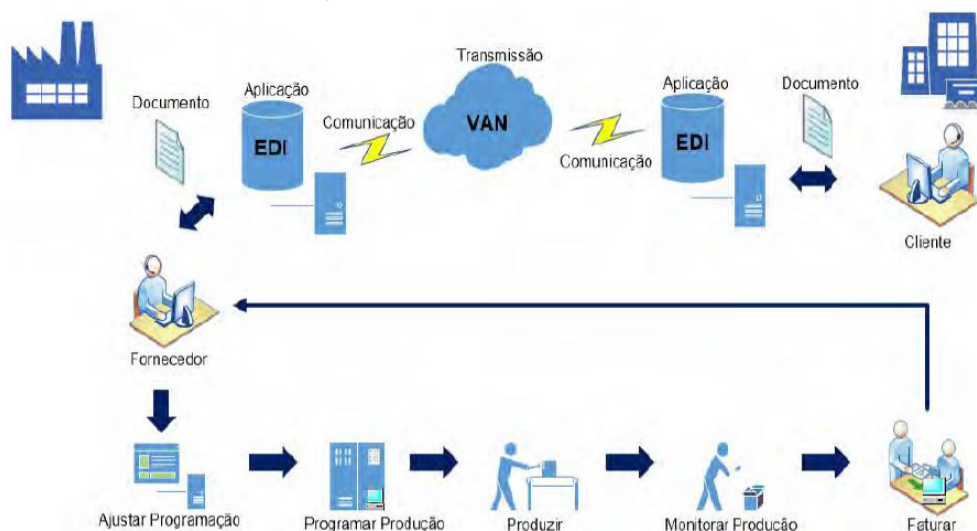 Transmissão
Aplicação
Aplicação
Documento
Documento
Comunicação
VAN
EDI
EDI
Comunicação
Cliente
Fornecedor
Ajustar Programação
Programar Produção
Produzir
Monitorar Produção
Faturar